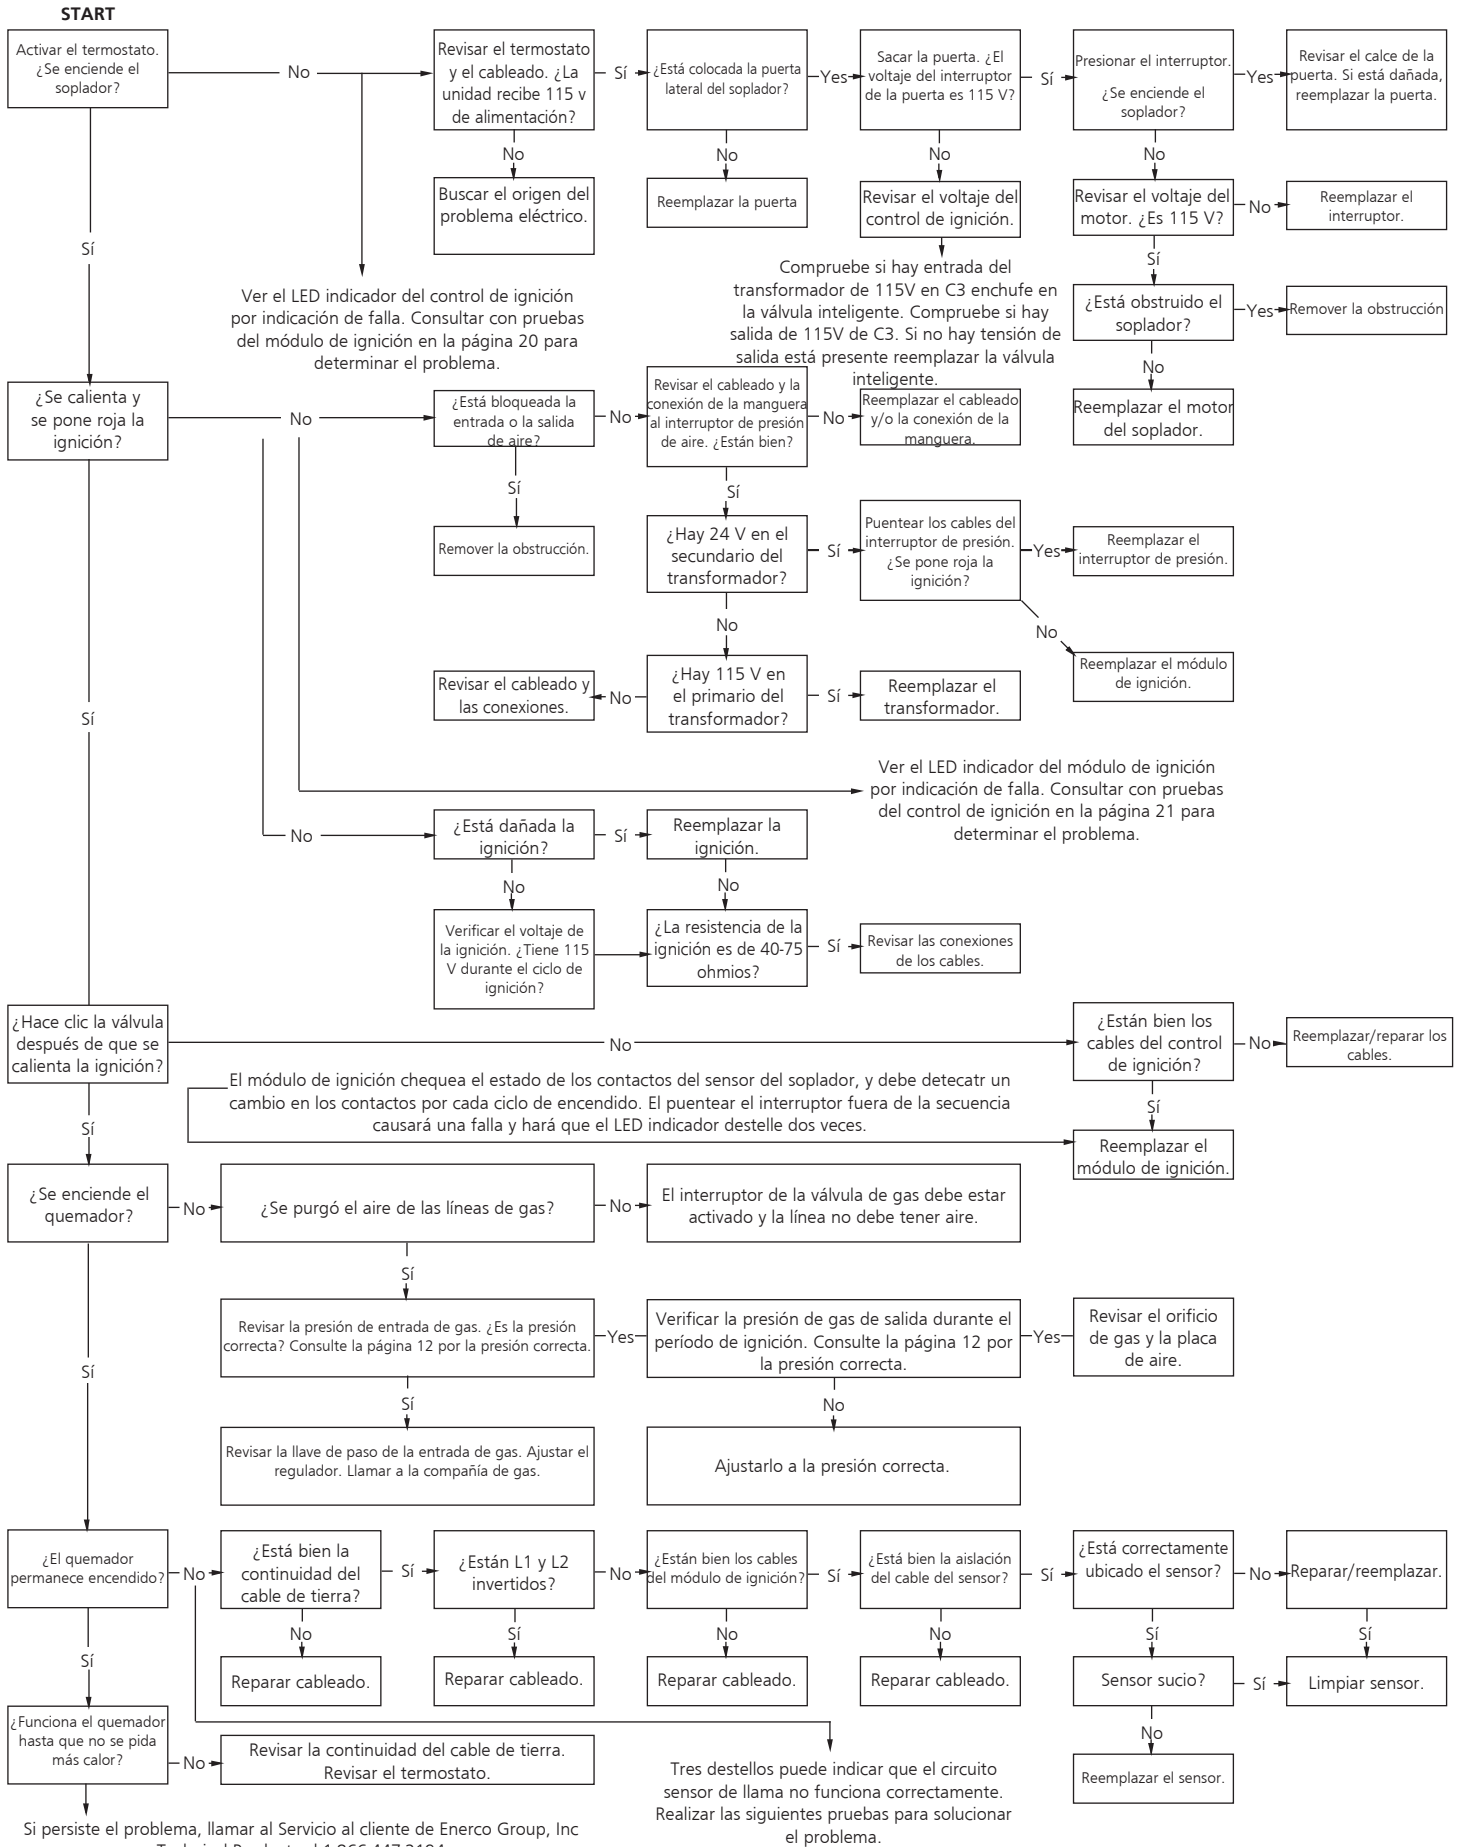 START
Activar el termostato.
¿Se enciende el
soplador?
No
Revisar el termostato
y el cableado. ¿La
unidad recibe 115 v
de alimentación?
Sí
¿Está colocada la puerta
lateral del soplador?
Yes
Sacar la puerta. ¿El
voltaje del interruptor
de la puerta es 115 V?
Sí
Presionar el interruptor.
¿Se enciende el
soplador?
Yes
Revisar el calce de la
puerta. Si está dañada,
reemplazar la puerta.
No
No
No
No
Buscar el origen del
problema eléctrico.
Reemplazar la puerta
Revisar el voltaje del
control de ignición.
Revisar el voltaje del
motor. ¿Es 115 V?
No
Reemplazar el
interruptor.
Sí
Sí
Ver el LED indicador del control de ignición
por indicación de falla. Consultar con pruebas
del módulo de ignición en la página 20 para
determinar el problema.
Compruebe si hay entrada del
transformador de 115V en C3 enchufe en
la válvula inteligente. Compruebe si hay
salida de 115V de C3. Si no hay tensión de
salida está presente reemplazar la válvula
inteligente.
¿Está obstruido el
soplador?
Yes
Remover la obstrucción
No
Reemplazar el motor
del soplador.
¿Se calienta y
se pone roja la
ignición?
No
¿Está bloqueada la
entrada o la salida
de aire?
No
Revisar el cableado y la
conexión de la manguera
al interruptor de presión
de aire. ¿Están bien?
No
Reemplazar el cableado
y/o la conexión de la
manguera.
Sí
Sí
Remover la obstrucción.
¿Hay 24 V en el
secundario del
transformador?
Sí
Puentear los cables del
interruptor de presión.
¿Se pone roja la
ignición?
Yes
Reemplazar el
interruptor de presión.
No
No
Reemplazar el módulo
de ignición.
Revisar el cableado y
las conexiones.
No
¿Hay 115 V en
el primario del
transformador?
Sí
Reemplazar el
transformador.
Sí
Ver el LED indicador del módulo de ignición
por indicación de falla. Consultar con pruebas
del control de ignición en la página 21 para
determinar el problema.
No
¿Está dañada la
ignición?
Sí
Reemplazar la
ignición.
No
No
Verificar el voltaje de
la ignición. ¿Tiene 115
V durante el ciclo de
ignición?
¿La resistencia de la
ignición es de 40-75
ohmios?
Sí
Revisar las conexiones
de los cables.
¿Hace clic la válvula
después de que se
calienta la ignición?
No
¿Están bien los
cables del control
de ignición?
No
Reemplazar/reparar los
cables.
El módulo de ignición chequea el estado de los contactos del sensor del soplador, y debe detecatr un
cambio en los contactos por cada ciclo de encendido. El puentear el interruptor fuera de la secuencia
causará una falla y hará que el LED indicador destelle dos veces.
Sí
Sí
Reemplazar el
módulo de ignición.
¿Se enciende el
quemador?
No
¿Se purgó el aire de las líneas de gas?
No
El interruptor de la válvula de gas debe estar
activado y la línea no debe tener aire.
Sí
Revisar la presión de entrada de gas. ¿Es la presión
correcta? Consulte la página 12 por la presión correcta.
Yes
Verificar la presión de gas de salida durante el
período de ignición. Consulte la página 12 por
la presión correcta.
Yes
Revisar el orificio
de gas y la placa
de aire.
Sí
Sí
No
Revisar la llave de paso de la entrada de gas. Ajustar el
regulador. Llamar a la compañía de gas.
Ajustarlo a la presión correcta.
¿El quemador
permanece encendido?
No
¿Está bien la
continuidad del
cable de tierra?
Sí
¿Están L1 y L2
invertidos?
No
¿Están bien los cables
del módulo de ignición?
Sí
¿Está bien la aislación
del cable del sensor?
Sí
¿Está correctamente
ubicado el sensor?
No
Reparar/reemplazar.
Sí
No
Sí
No
No
Sí
Sí
Reparar cableado.
Reparar cableado.
Reparar cableado.
Reparar cableado.
Sensor sucio?
Sí
Limpiar sensor.
No
Reemplazar el sensor.
¿Funciona el quemador
hasta que no se pida
más calor?
No
Revisar la continuidad del cable de tierra.
Revisar el termostato.
Tres destellos puede indicar que el circuito
sensor de llama no funciona correctamente.
Realizar las siguientes pruebas para solucionar
el problema.
Si persiste el problema, llamar al Servicio al cliente de Enerco Group, Inc